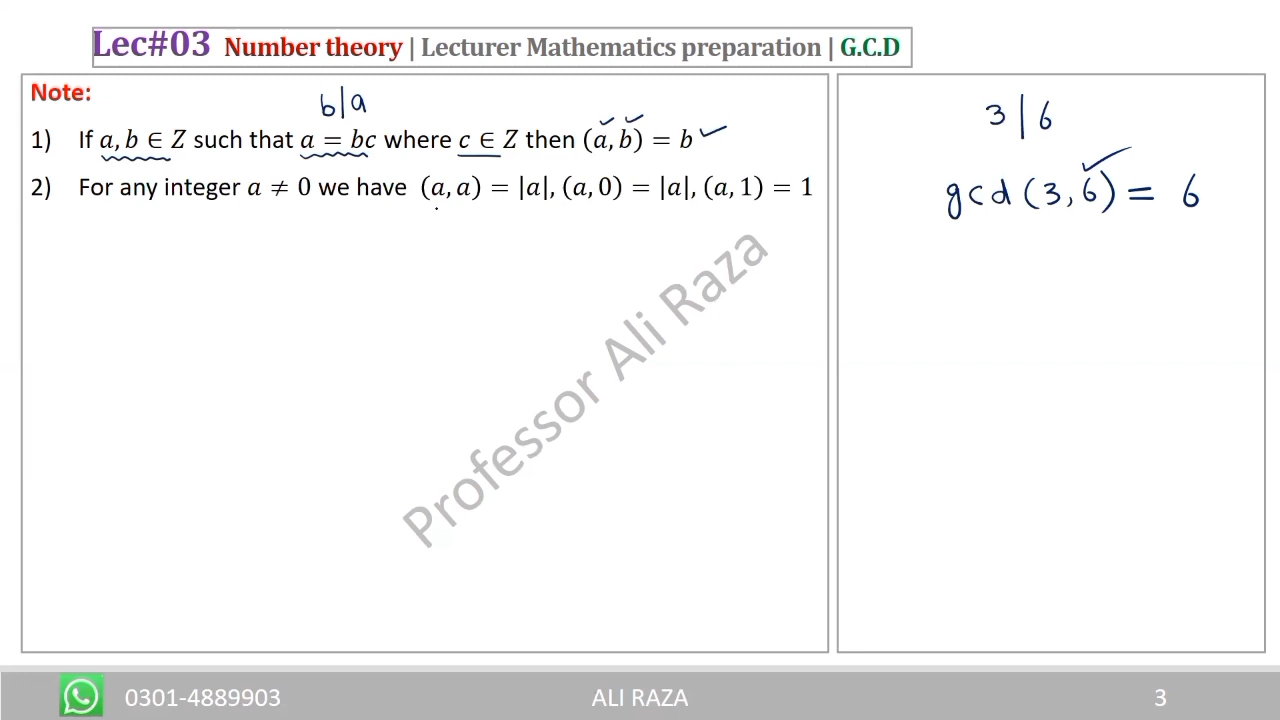 Lec#03 Number theory | Lecturer Mathematics preparation | G.C.D
Note:
b|a
1) If a, b ∈ Z such that a = bc where c ∈ Z then (a, b) = b
2) For any integer a ≠ 0 we have (a, a) = |a|, (a, 0) = |a|, (a, 1) = 1
3 | 6
gcd (3, 6) = 6
Professor Ali Raza
0301-4889903 ALI RAZA 3